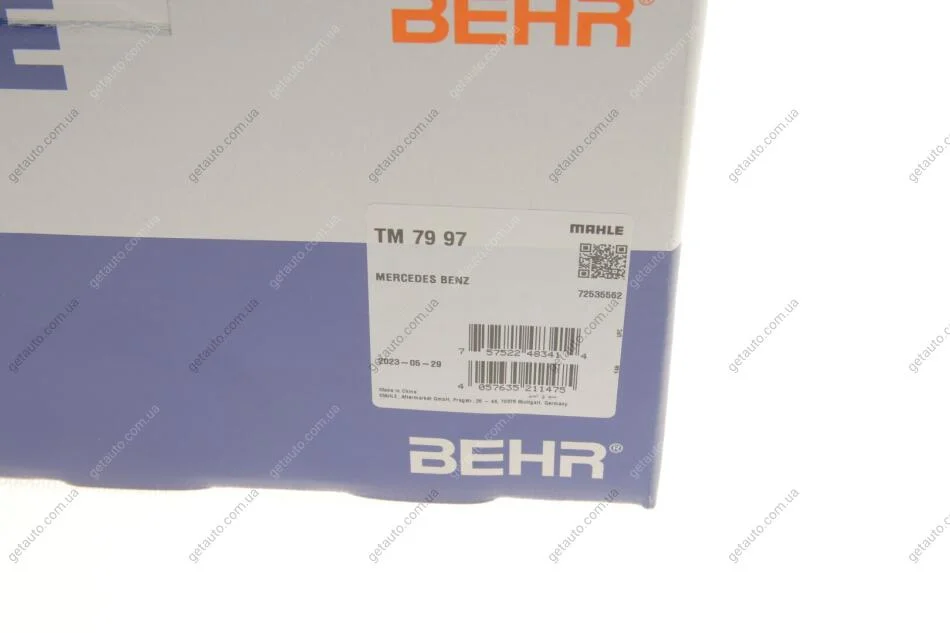 BEHR®
TM 79 97
MAHLE
MERCEDES BENZ
72535562
7 57522 48341 4
2023-05-29
4 057635 211475
Made in China
MAHLE Aftermarket GmbH, Pragstr. 26 - 46, 70376 Stuttgart, Germany
BEHR®
getauto.com.ua